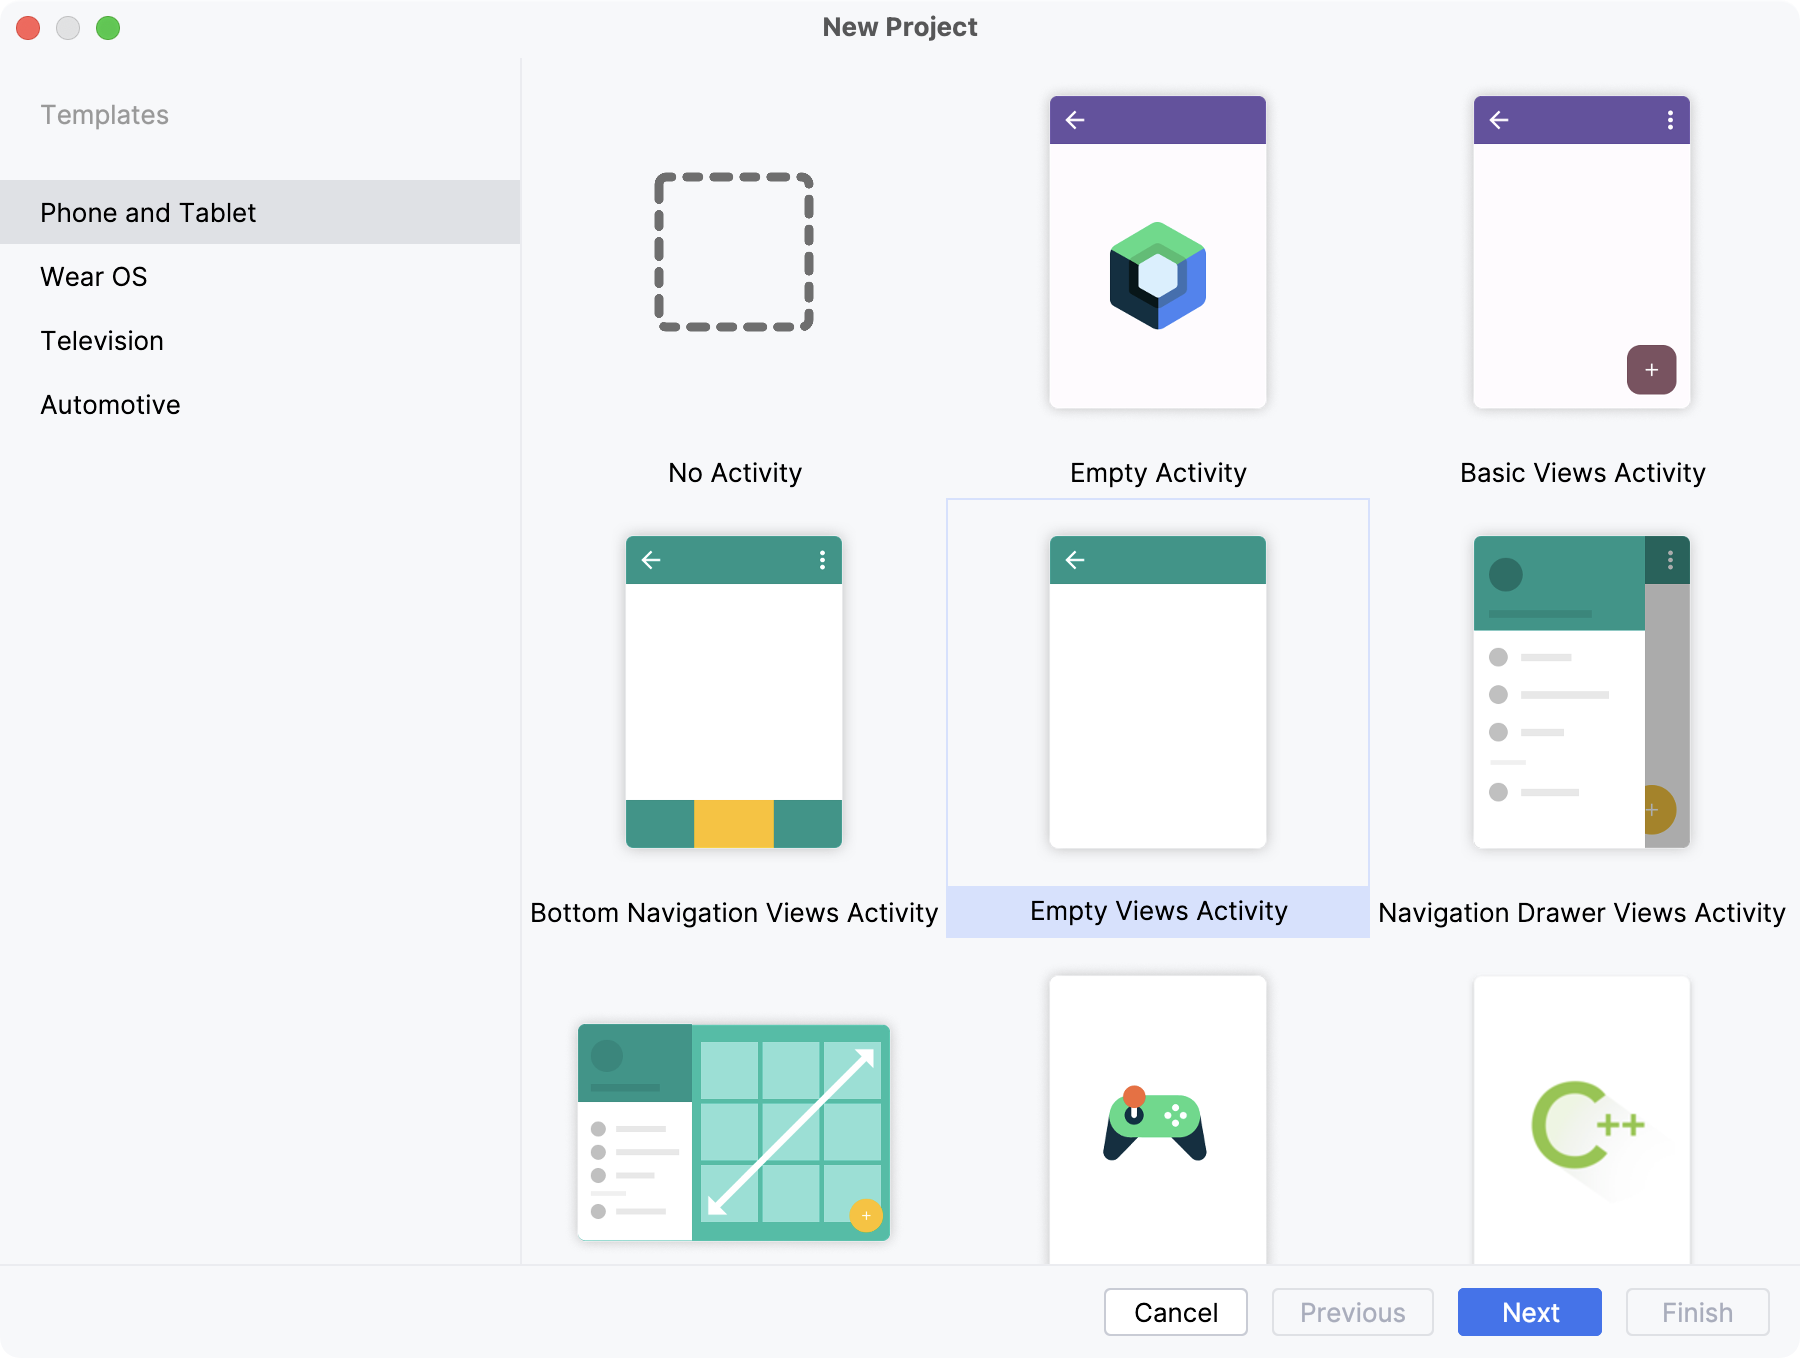 New Project
Templates
Phone and Tablet
Wear OS
Television
Automotive
No Activity
Empty Activity
Basic Views Activity
Bottom Navigation Views Activity
Empty Views Activity
Navigation Drawer Views Activity
C++
Cancel
Previous
Next
Finish